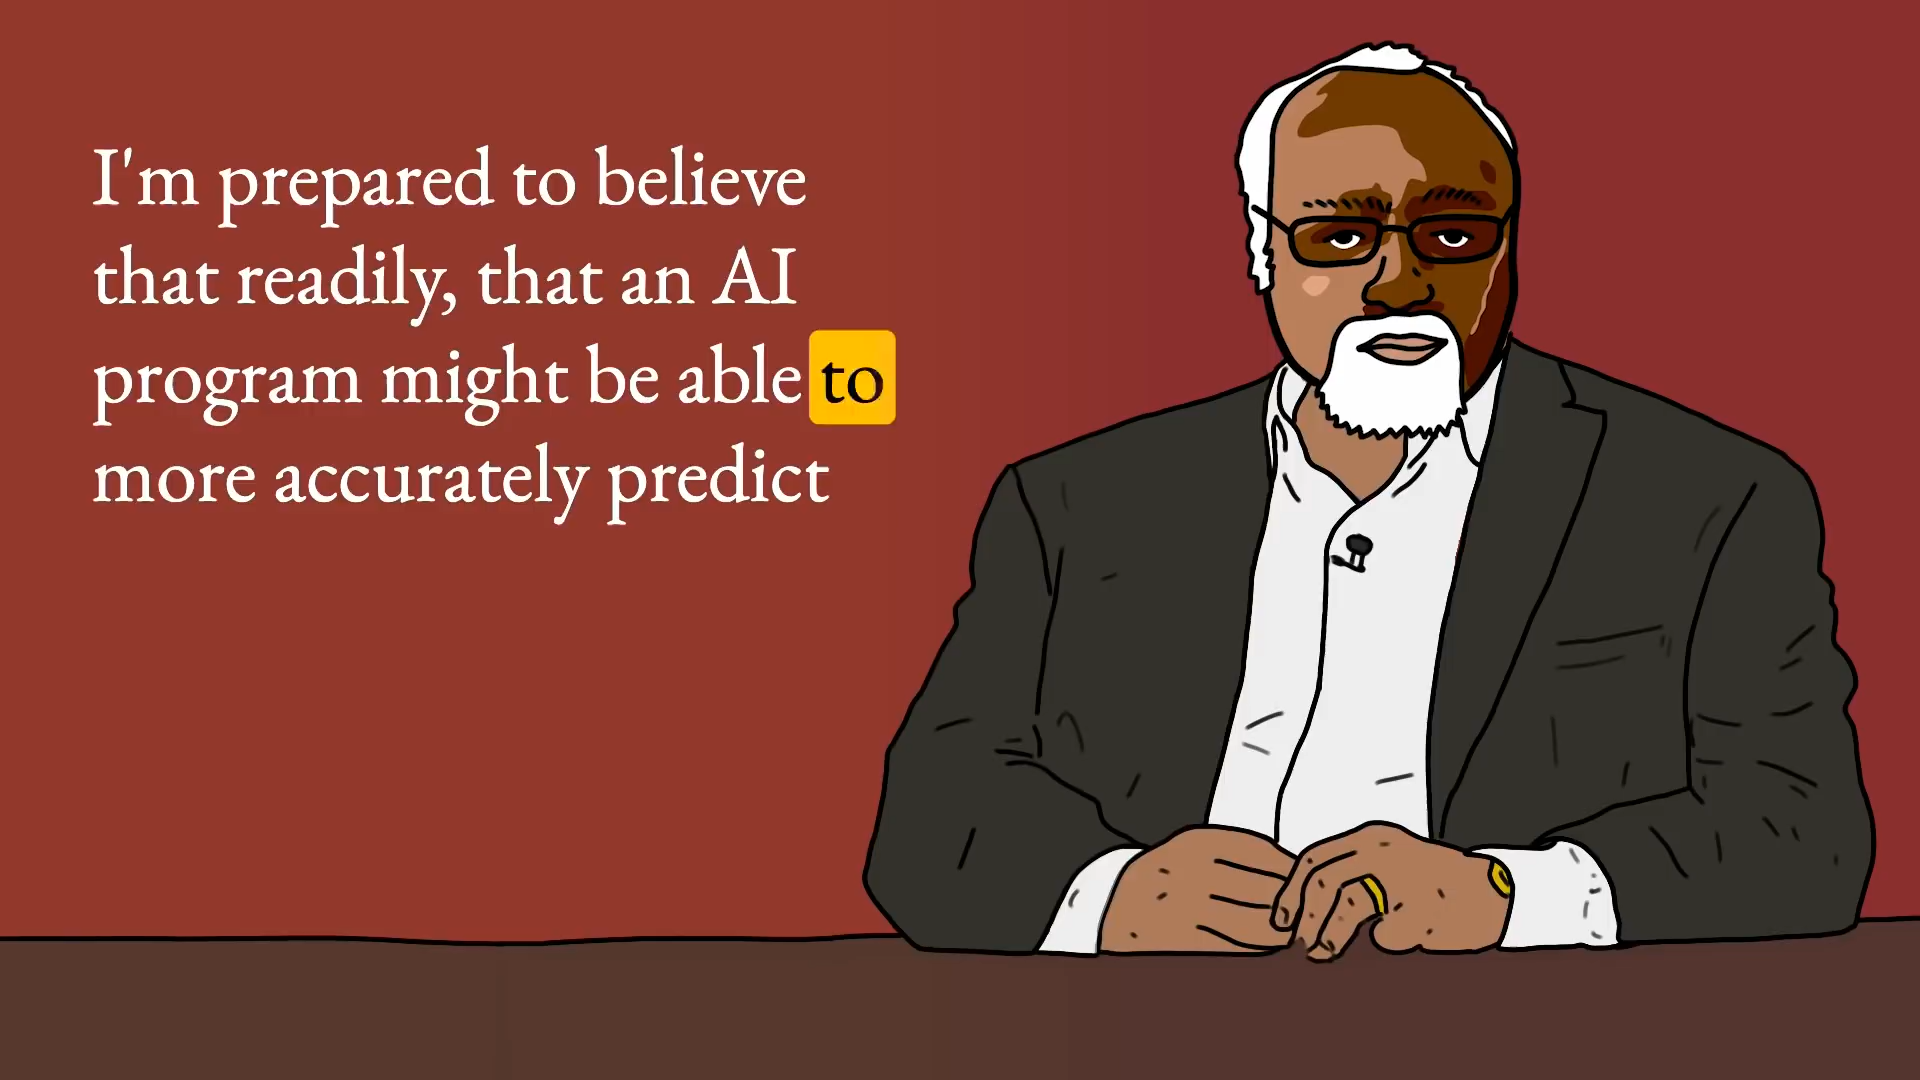 I'm prepared to believe
that readily, that an AI
program might be able to
more accurately predict